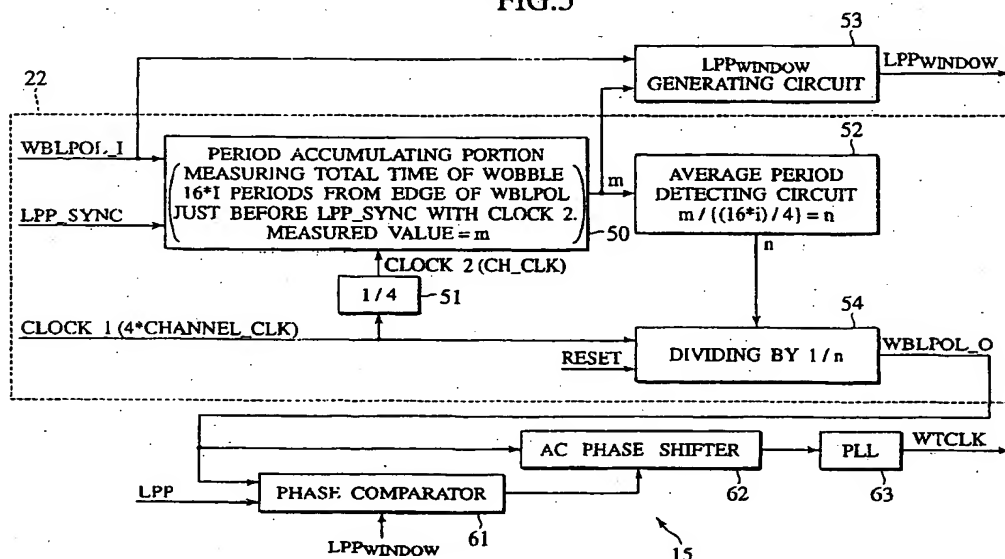 FIG.5
53
22
LPPWINDOW
GENERATING CIRCUIT
LPPWINDOW
WBLPOL_I
PERIOD ACCUMULATING PORTION
MEASURING TOTAL TIME OF WOBBLE
16*I PERIODS FROM EDGE OF WBLPOL
JUST BEFORE LPP_SYNC WITH CLOCK 2.
MEASURED VALUE = m
m
52
AVERAGE PERIOD
DETECTING CIRCUIT
m / {((16*i) / 4} = n
LPP_SYNC
50
n
CLOCK 2 (CH_CLK)
1 / 4
51
CLOCK 1 (4*CHANNEL_CLK)
54
RESET
DIVIDING BY 1 / n
WBLPOL_O
AC PHASE SHIFTER
PLL
WTCLK
62
63
LPP
PHASE COMPARATOR
61
LPPWINDOW
15